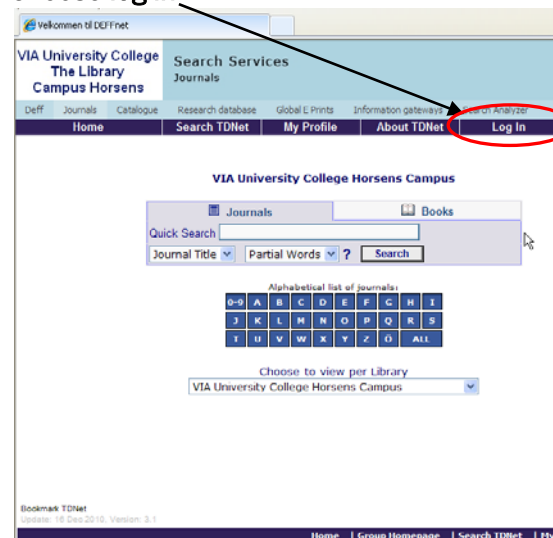 Velkommen til DEFFnet
VIA University College
The Library
Campus Horsens
Search Services
Journals
Deff Journals Catalogue Research database Global E Prints Information gateways Search Analyzer
Home Search TDNet My Profile About TDNet Log In
VIA University College Horsens Campus
Journals Books
Quick Search
Journal Title Partial Words ? Search
Alphabetical list of journals:
0-9 A B C D E F G H I
J K L M N O P Q R S
T U V W X Y Z Ö ALL
Choose to view per Library
VIA University College Horsens Campus
Bookmark TDNet
Update: 16 Dec 2010, Version: 3.1
Home | Group Homepage | Search TDNet | My